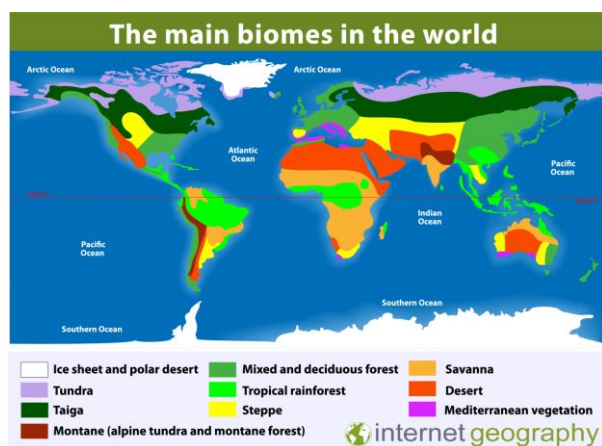 The main biomes in the world
Arctic Ocean
Arctic Ocean
Atlantic
Ocean
Pacific
Ocean
Indian
Ocean
Pacific
Ocean
Southern Ocean
Southern Ocean
Ice sheet and polar desert
Mixed and deciduous forest
Savanna
Tundra
Tropical rainforest
Desert
Taiga
Steppe
Mediterranean vegetation
Montane (alpine tundra and montane forest)
internet geography